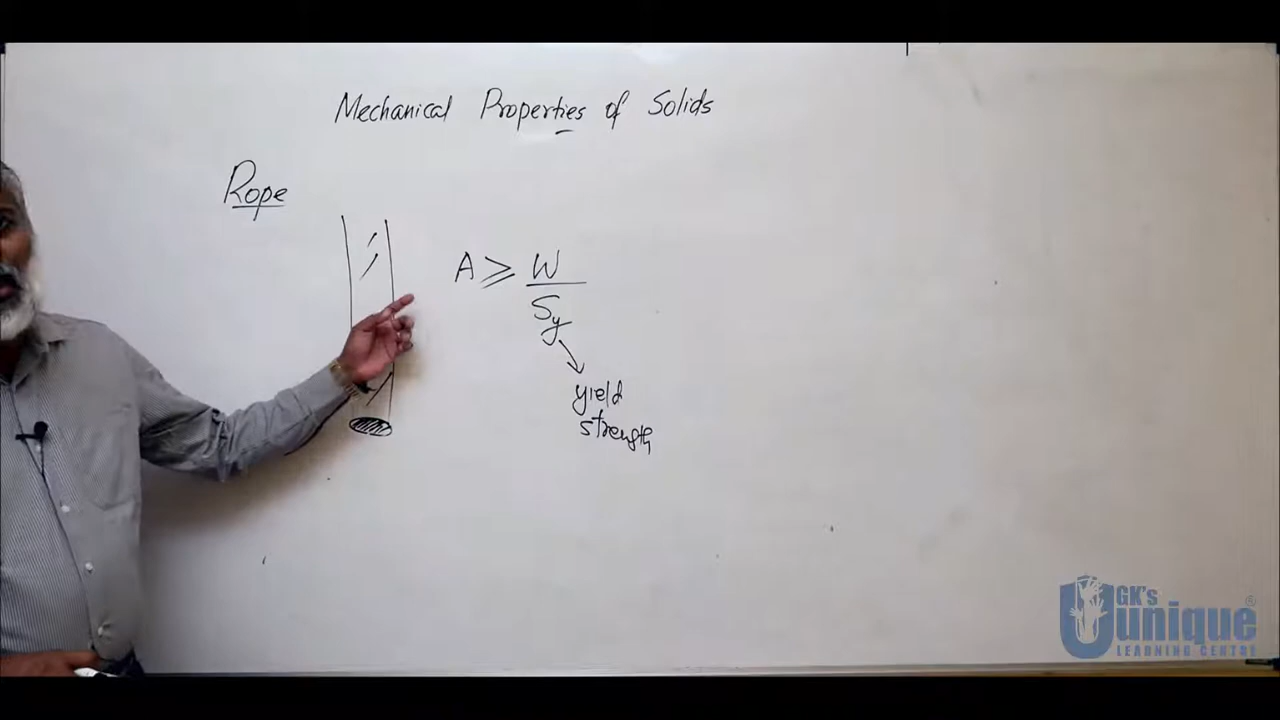 Mechanical Properties of Solids
Rope
A ⩾ W
Sy
yield
strength
GK's
unique®
LEARNING CENTRE